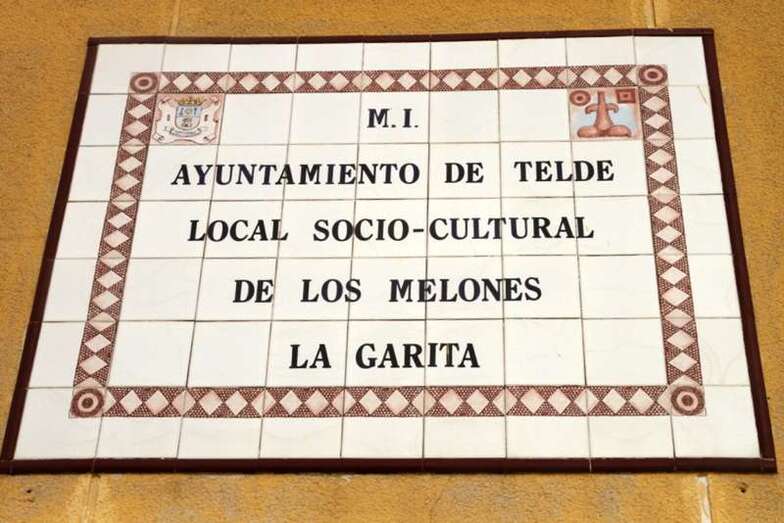 M.I.
AYUNTAMIENTO DE TELDE
LOCAL SOCIO-CULTURAL
DE LOS MELONES
LA GARITA